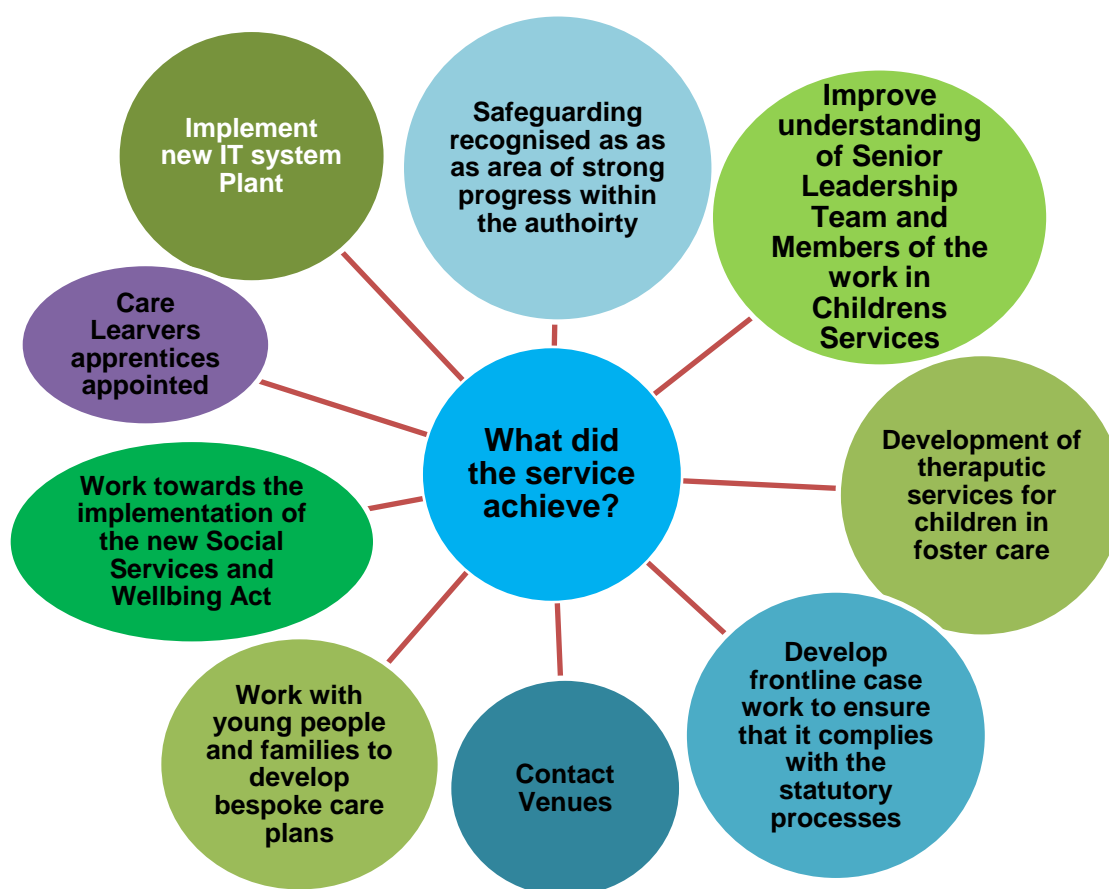 Implement
new IT system
Plant
Safeguarding
recognised as as
as area of strong
progress within
the authoirty
Improve
understanding
of Senior
Leadership
Team and
Members of the
work in
Childrens
Services
Care
Learvers
apprentices
appointed
What did
the service
achieve?
Development of
theraputic
services for
children in
foster care
Work towards the
implementation of
the new Social
Services and
Wellbing Act
Develop
frontline case
work to ensure
that it complies
with the
statutory
processes
Work with
young people
and families to
develop
bespoke care
plans
Contact
Venues